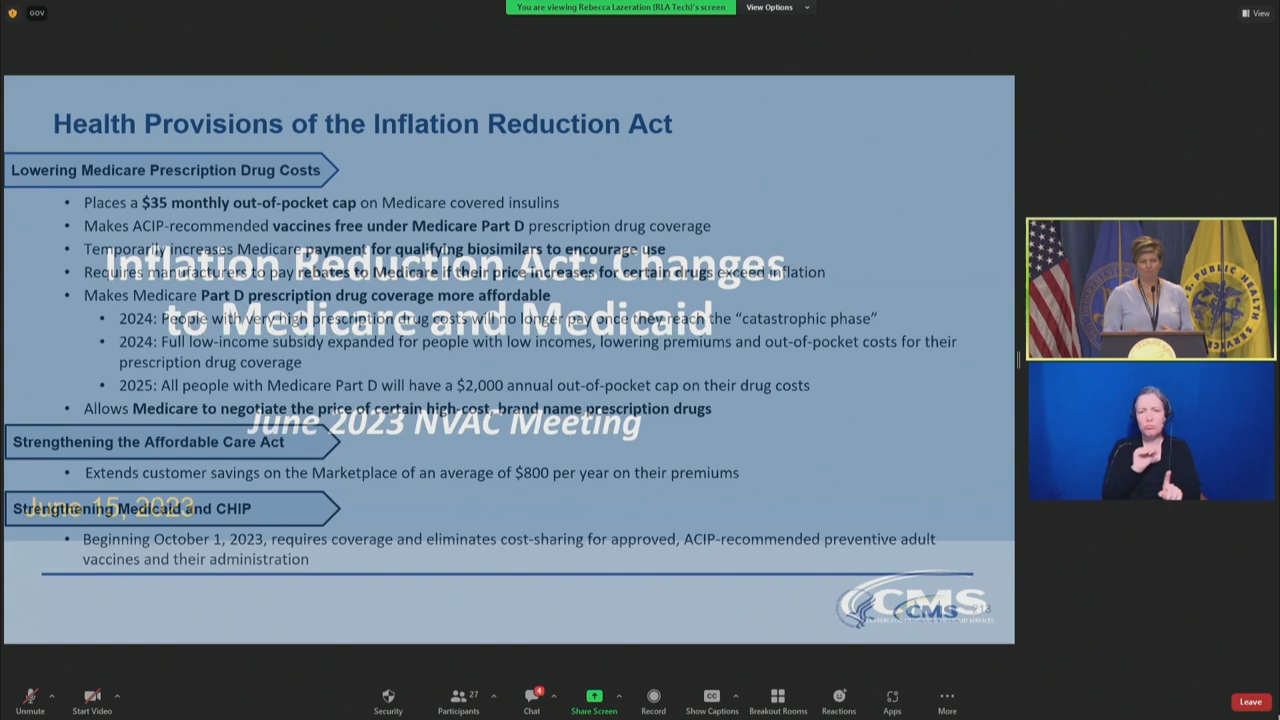 GOV
You are viewing Rebecca Lazeration (RLA Tech)'s screen
View Options
View
Health Provisions of the Inflation Reduction Act
Lowering Medicare Prescription Drug Costs
• Places a $35 monthly out-of-pocket cap on Medicare covered insulins
• Makes ACIP-recommended vaccines free under Medicare Part D prescription drug coverage
• Temporarily increases Medicare payment for qualifying biosimilars to encourage use
• Requires manufacturers to pay rebates to Medicare if their price increases for certain drugs exceed inflation
• Makes Medicare Part D prescription drug coverage more affordable
• 2024: People with very high prescription drug costs will no longer pay once they reach the “catastrophic phase”
• 2024: Full low-income subsidy expanded for people with low incomes, lowering premiums and out-of-pocket costs for their
prescription drug coverage
• 2025: All people with Medicare Part D will have a $2,000 annual out-of-pocket cap on their drug costs
• Allows Medicare to negotiate the price of certain high-cost, brand name prescription drugs
Strengthening the Affordable Care Act
• Extends customer savings on the Marketplace of an average of $800 per year on their premiums
Strengthening Medicaid and CHIP
• Beginning October 1, 2023, requires coverage and eliminates cost-sharing for approved, ACIP-recommended preventive adult
vaccines and their administration
Inflation Reduction Act: Changes
to Medicare and Medicaid
June 2023 NVAC Meeting
June 15, 2023
CMS
CMS
PUBLIC HEALTH SERVICE
Unmute
Start Video
Security
Participants 27
Chat 4
Share Screen
Record
Show Captions
Breakout Rooms
Reactions
Apps
More
Leave